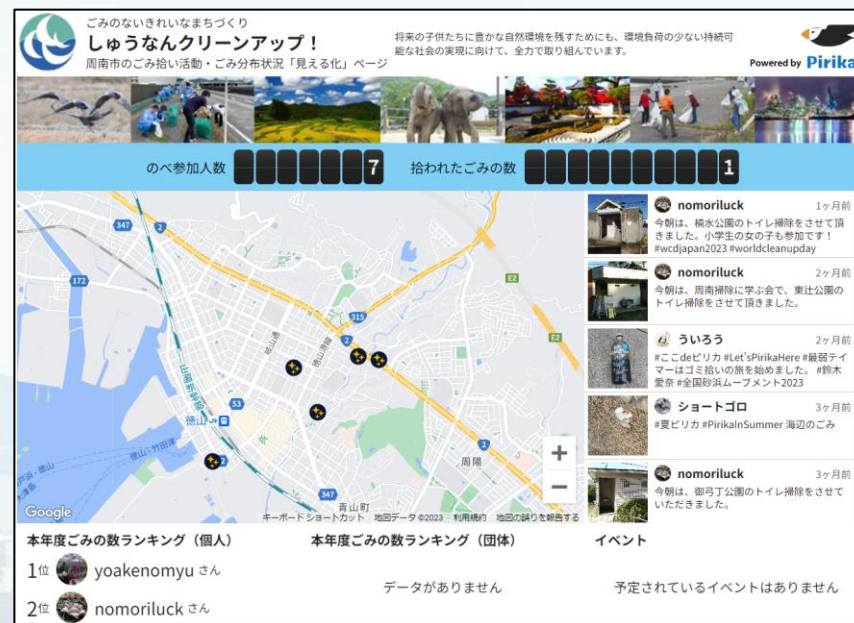 ごみのないきれいなまちづくり
しゅうなんクリーンアップ！
周南市のごみ拾い活動・ごみ分布状況「見える化」ページ
将来の子供たちに豊かな自然環境を残すためにも、環境負荷の少ない持続可
能な社会の実現に向けて、全力で取り組んでいます。
Powered by Pirika
のべ参加人数 7 拾われたごみの数 1
347
2
E2
172
315
2
E2
岐山通
徳山港線
山陽新幹線
53
徳山
2
周陽
347
青山町
+
−
Google
キーボード ショートカット 地図データ ©2023 利用規約 地図の誤りを報告する
nomoriluck 1ヶ月前
今朝は、楠水公園のトイレ掃除をさせて頂
きました。小学生の女の子も参加です！
#wcdjapan2023 #worldcleanupday
nomoriluck 2ヶ月前
今朝は、周南掃除に学ぶ会で、東辻公園の
トイレ掃除をさせて頂きました。
ういろう 2ヶ月前
#ここdeピリカ #Let'sPirikaHere #最弱テイ
マーはゴミ拾いの旅を始めました。 #鈴木
愛奈 #全国砂浜ムーブメント2023
ショートゴロ 3ヶ月前
#夏ピリカ #PirikaInSummer 海辺のごみ
nomoriluck 3ヶ月前
今朝は、御弓丁公園のトイレ掃除をさせて
いただきました。
本年度ごみの数ランキング（個人）
1位 yoakenomyu さん
2位 nomoriluck さん
本年度ごみの数ランキング（団体）
データがありません
イベント
予定されているイベントはありません